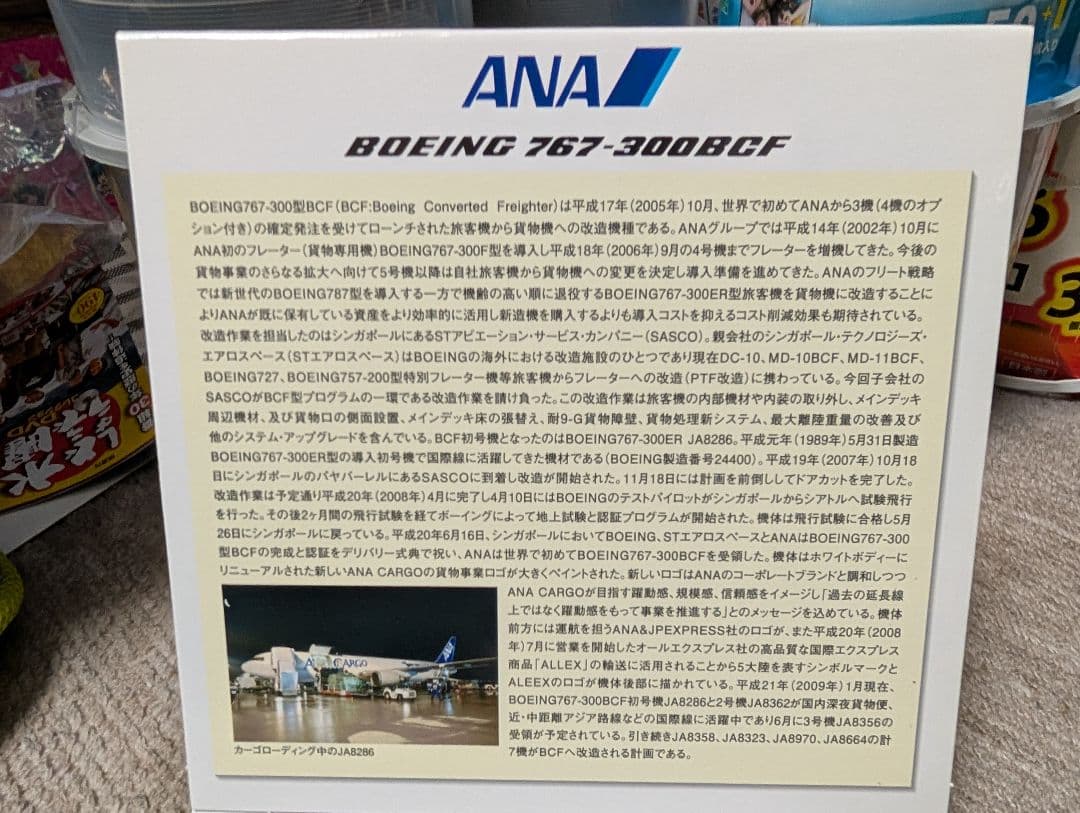 ANA
BOEING 767-300BCF
BOEING767-300型BCF（BCF:Boeing Converted Freighter）は平成17年（2005年）10月、世界で初めてANAから3機（4機のオプ
ション付き）の確定発注を受けてローンチされた旅客機から貨物機への改造機種である。ANAグループでは平成14年（2002年）10月に
ANA初のフレーター（貨物専用機）BOEING767-300F型を導入し平成18年（2006年）9月の4号機までフレーターを増機してきた。今後の
貨物事業のさらなる拡大へ向けて5号機以降は自社旅客機から貨物機への変更を決定し導入準備を進めてきた。ANAのフリート戦略
では新世代のBOEING787型を導入する一方で機齢の高い順に退役するBOEING767-300ER型旅客機を貨物機に改造することに
よりANAが既に保有している資産をより効率的に活用し新造機を購入するよりも導入コストを抑えるコスト削減効果も期待されている。
改造作業を担当したのはシンガポールにあるSTアビエーション・サービス・カンパニー（SASCO）。親会社のシンガポール・テクノロジーズ・
エアロスペース（STエアロスペース）はBOEINGの海外における改造施設のひとつであり現在DC-10、MD-10BCF、MD-11BCF、
BOEING727、BOEING757-200型特別フレーター機等旅客機からフレーターへの改造（PTF改造）に携わっている。今回子会社の
SASCOがBCF型プログラムの一環である改造作業を請け負った。この改造作業は旅客機の内部機材や内装の取り外し、メインデッキ
周辺機材、及び貨物口の側面設置、メインデッキ床の張替え、耐9-G貨物障壁、貨物処理新システム、最大離陸重量の改善及び
他のシステム・アップグレードを含んでいる。BCF初号機となったのはBOEING767-300ER JA8286。平成元年（1989年）5月31日製造
BOEING767-300ER型の導入初号機で国際線に活躍してきた機材である（BOEING製造番号24400）。平成19年（2007年）10月18
日にシンガポールのパヤバーレルにあるSASCOに到着し改造が開始された。11月18日には計画を前倒しにてドアカットを完了した。
改造作業は予定通り平成20年（2008年）4月に完了し4月10日にはBOEINGのテストパイロットがシンガポールからシアトルへ試験飛行
を行った。その後2ヶ月間の飛行試験を経てボーイングによって地上試験と認証プログラムが開始された。機体は飛行試験に合格し5月
26日にシンガポールに戻っている。平成20年6月16日、シンガポールにおいてBOEING、STエアロスペースとANAはBOEING767-300
型BCFの完成と認証をデリバリー式典で祝い、ANAは世界で初めてBOEING767-300BCFを受領した。機体はホワイトボディーに
リニューアルされた新しいANA CARGOの貨物事業ロゴが大きくペイントされた。新しいロゴはANAのコーポレートブランドと調和しつつ
ANA CARGOが目指す躍動感、規模感、信頼感をイメージし「過去の延長線
上ではなく躍動感をもって事業を推進する」とのメッセージを込めている。機体
前方には運航を担うANA&JPEXPRESS社のロゴが、また平成20年（2008
年）7月に営業を開始したオールエクスプレス社の高品質な国際エクスプレス
商品「ALLEX」の輸送に活用されることから5大陸を表すシンボルマークと
ALEEXのロゴが機体後部に描かれている。平成21年（2009年）1月現在、
BOEING767-300BCF初号機JA8286と2号機JA8362が国内深夜貨物便、
近・中距離アジア路線などの国際線に活躍中であり6月に3号機JA8356の
受領が予定されている。引き続きJA8358、JA8323、JA8970、JA8664の計
7機がBCFへ改造される計画である。
カーゴローディング中のJA8286